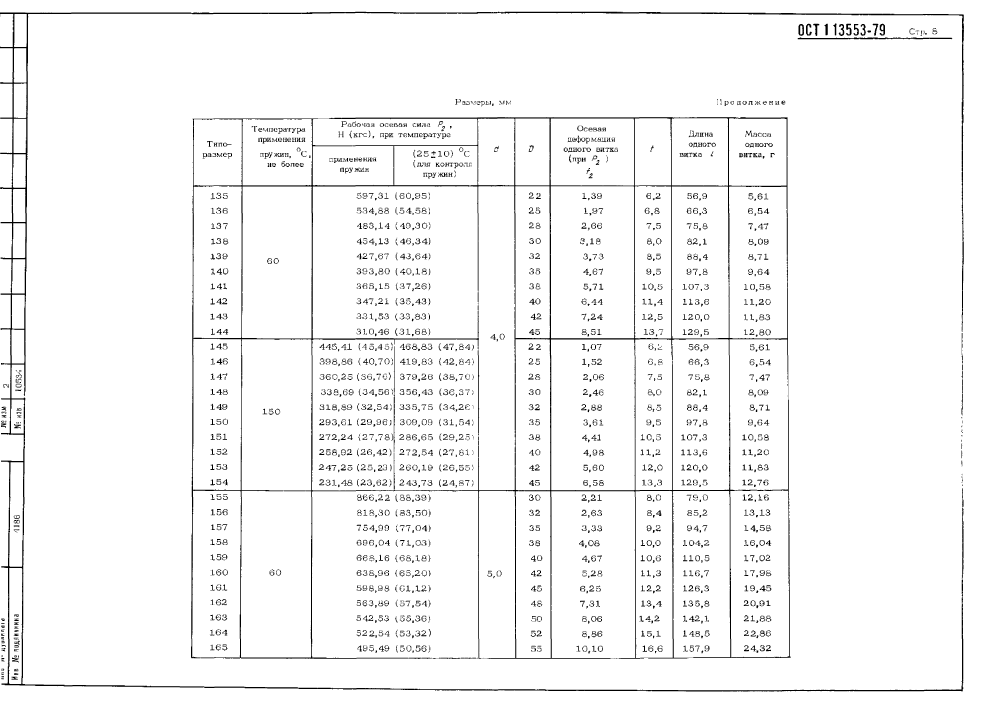 ОСТ 1 13553-79 Стр. 8
Размеры, мм
Продолжение
Типоразмер | Температура применения пружин, °С, не более | Рабочая осевая сила P₂, Н (кгс), при температуре | d | D | Осевая деформация одного витка (при P₂) f₂ | t | Длина одного витка l | Масса одного витка, г
применения пружин | (25±10) °С (для контроля пружин)
135 | 60 | 597,31 (60,95) | 4,0 | 22 | 1,39 | 6,2 | 56,9 | 5,61
136 | 534,88 (54,58) | 25 | 1,97 | 6,8 | 66,3 | 6,54
137 | 483,14 (49,30) | 28 | 2,66 | 7,5 | 75,8 | 7,47
138 | 454,13 (46,34) | 30 | 3,18 | 8,0 | 82,1 | 8,09
139 | 427,67 (43,64) | 32 | 3,73 | 8,5 | 88,4 | 8,71
140 | 393,80 (40,18) | 35 | 4,67 | 9,5 | 97,8 | 9,64
141 | 365,15 (37,26) | 38 | 5,71 | 10,5 | 107,3 | 10,58
142 | 347,21 (35,43) | 40 | 6,44 | 11,4 | 113,6 | 11,20
143 | 331,53 (33,83) | 42 | 7,24 | 12,5 | 120,0 | 11,83
144 | 310,46 (31,68) | 45 | 8,51 | 13,7 | 129,5 | 12,80
145 | 150 | 445,41 (45,45) | 468,83 (47,84) | 22 | 1,07 | 6,2 | 56,9 | 5,61
146 | 398,86 (40,70) | 419,83 (42,84) | 25 | 1,52 | 6,8 | 66,3 | 6,54
147 | 360,25 (36,76) | 379,26 (38,70) | 28 | 2,06 | 7,5 | 75,8 | 7,47
148 | 338,69 (34,56) | 356,43 (36,37) | 30 | 2,46 | 8,0 | 82,1 | 8,09
149 | 318,89 (32,54) | 335,75 (34,26) | 32 | 2,88 | 8,5 | 88,4 | 8,71
150 | 293,61 (29,96) | 309,09 (31,54) | 35 | 3,61 | 9,5 | 97,8 | 9,64
151 | 272,24 (27,78) | 286,65 (29,25) | 38 | 4,41 | 10,5 | 107,3 | 10,58
152 | 258,92 (26,42) | 272,54 (27,81) | 40 | 4,98 | 11,2 | 113,6 | 11,20
153 | 247,25 (25,23) | 260,19 (26,55) | 42 | 5,60 | 12,0 | 120,0 | 11,83
154 | 231,48 (23,62) | 243,73 (24,87) | 45 | 6,58 | 13,3 | 129,5 | 12,76
155 | 60 | 866,22 (88,39) | 5,0 | 30 | 2,21 | 8,0 | 79,0 | 12,16
156 | 818,30 (83,50) | 32 | 2,63 | 8,4 | 85,2 | 13,13
157 | 754,99 (77,04) | 35 | 3,33 | 9,2 | 94,7 | 14,58
158 | 696,04 (71,03) | 38 | 4,08 | 10,0 | 104,2 | 16,04
159 | 668,16 (68,18) | 40 | 4,67 | 10,6 | 110,5 | 17,02
160 | 638,96 (65,20) | 42 | 5,28 | 11,3 | 116,7 | 17,98
161 | 598,98 (61,12) | 45 | 6,25 | 12,2 | 126,3 | 19,45
162 | 563,89 (57,54) | 48 | 7,31 | 13,4 | 135,8 | 20,91
163 | 542,53 (55,36) | 50 | 8,06 | 14,2 | 142,1 | 21,88
164 | 522,54 (53,32) | 52 | 8,86 | 15,1 | 148,5 | 22,86
165 | 495,49 (50,56) | 55 | 10,10 | 16,6 | 157,9 | 24,32
№ изм 2
№ изв 10534
4186
Инв. № подлинника